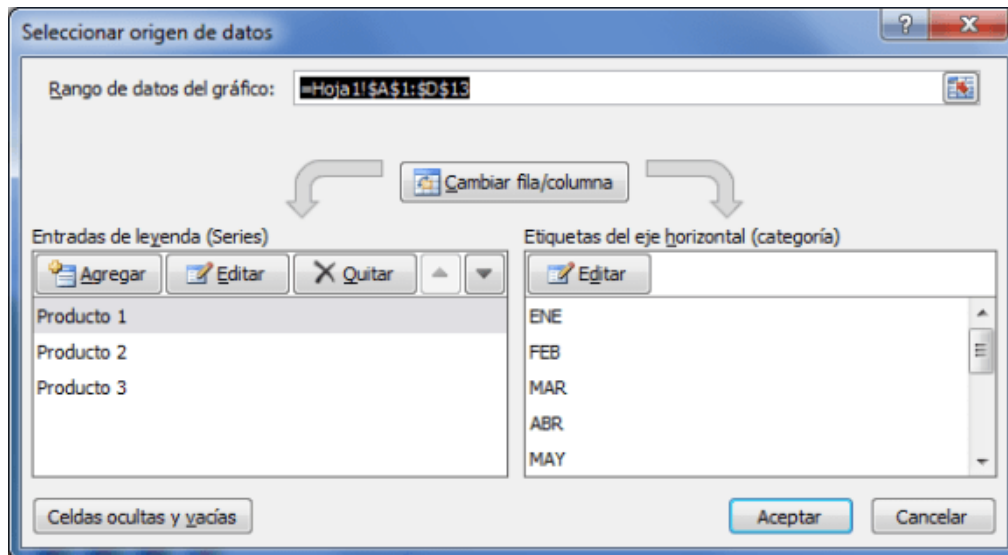 Seleccionar origen de datos
Rango de datos del gráfico: =Hoja1!$A$1:$D$13
Cambiar fila/columna
Entradas de leyenda (Series)
Agregar Editar Quitar
Producto 1
Producto 2
Producto 3
Etiquetas del eje horizontal (categoría)
Editar
ENE
FEB
MAR
ABR
MAY
Celdas ocultas y vacías
Aceptar Cancelar